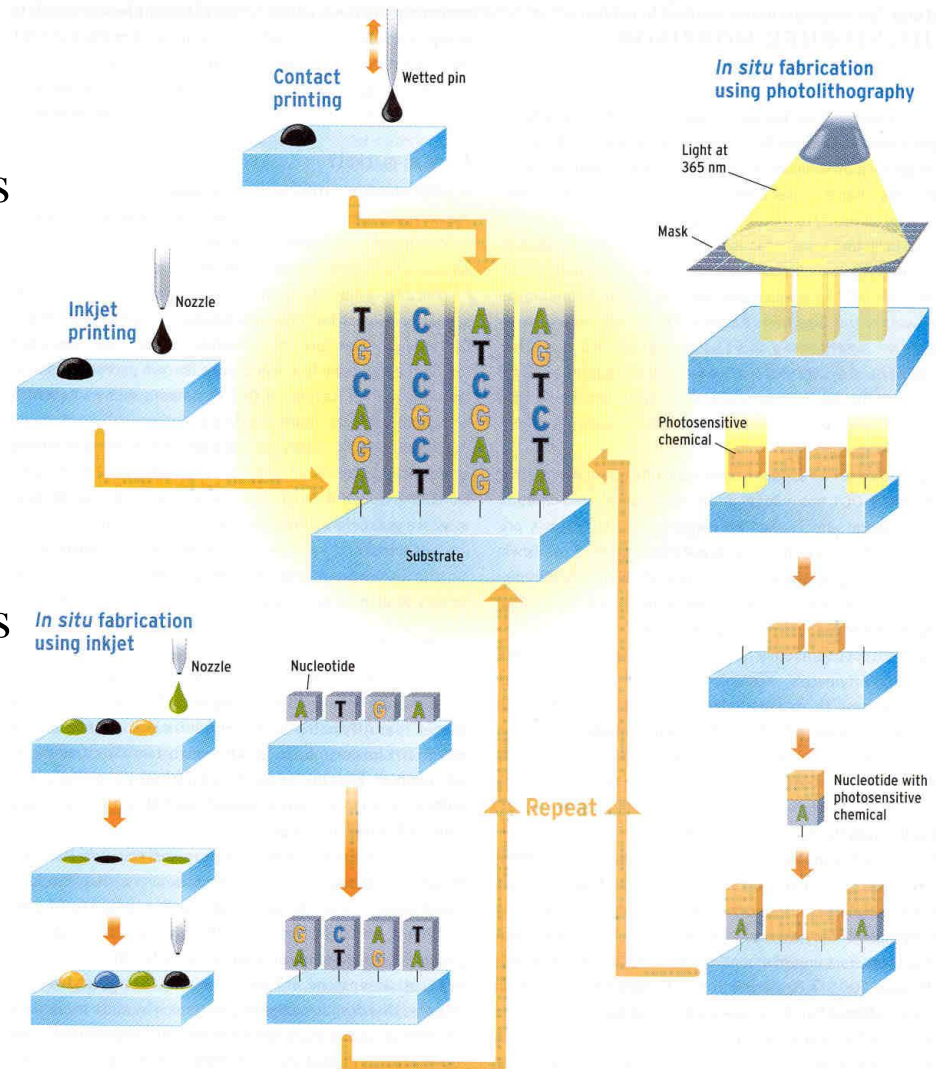 Contact
printing
Wetted pin
In situ fabrication
using photolithography
Light at
365 nm
Mask
S
Inkjet
printing
Nozzle
T C A A
G A T G
C C C T
A G G C
G C A T
A T G A
Substrate
Photosensitive
chemical
S
In situ fabrication
using inkjet
Nozzle
Nucleotide
A T G A
Repeat
Nucleotide with
photosensitive
chemical
A
G C A T
A T G A
A A